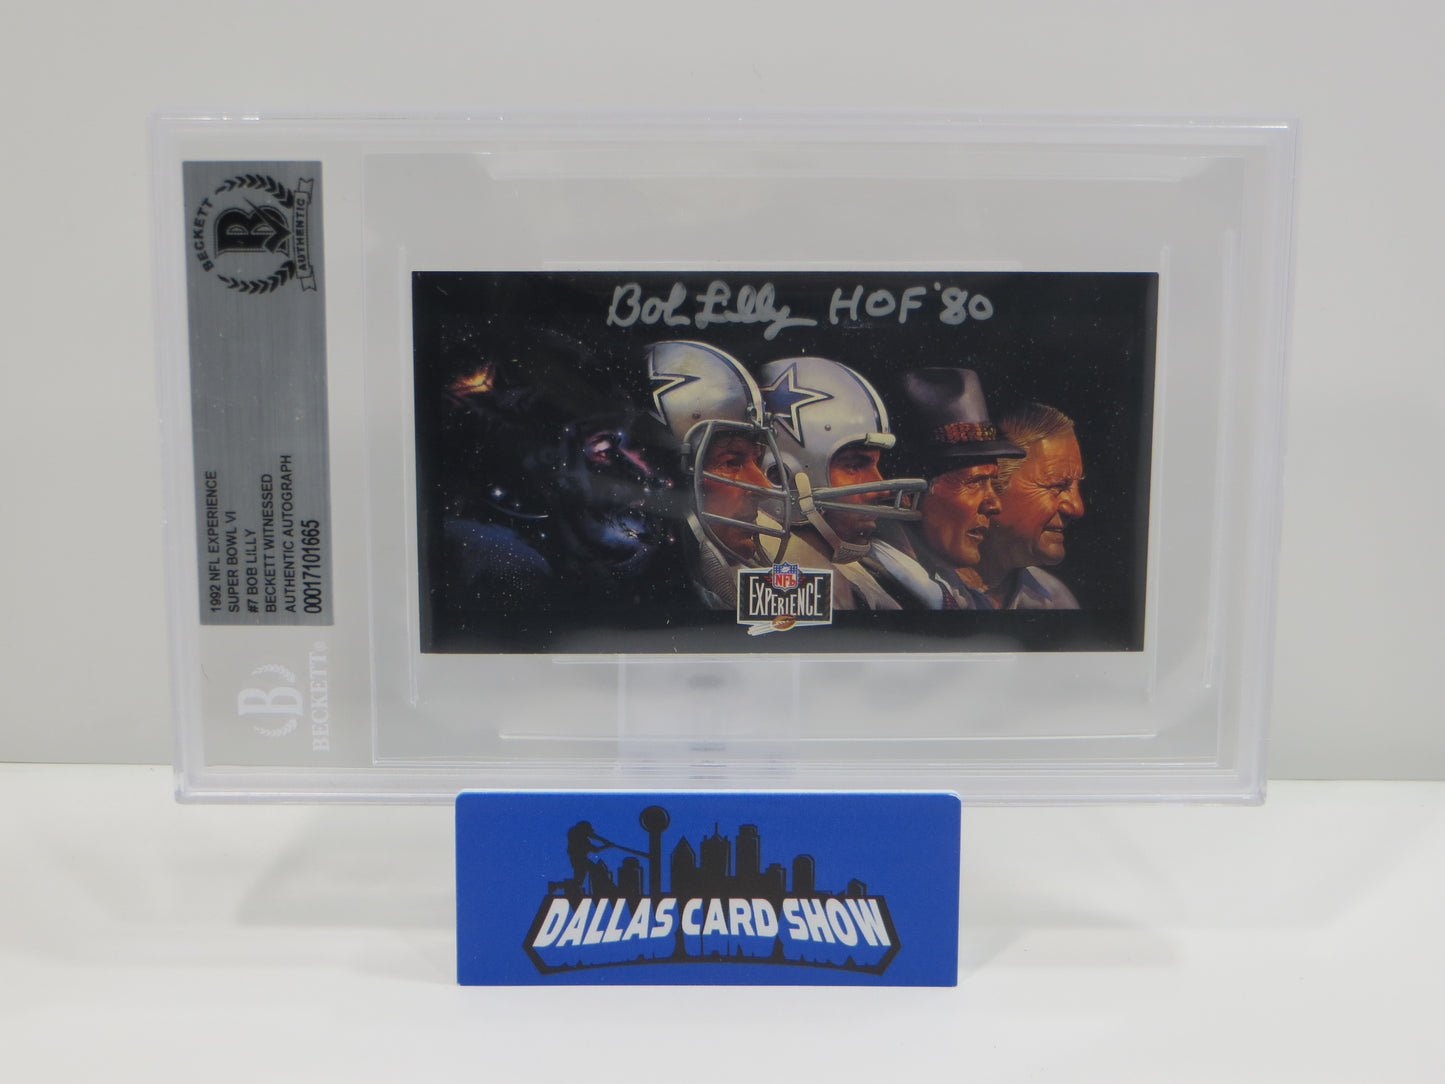 BECKETT
B
AUTHENTIC
1992 NFL EXPERIENCE
SUPER BOWL VI
#7 BOB LILLY
BECKETT WITNESSED
AUTHENTIC AUTOGRAPH
00017101665
B
BECKETT®
Bob Lilly HOF '80
NFL
EXPERIENCE
DALLAS CARD SHOW